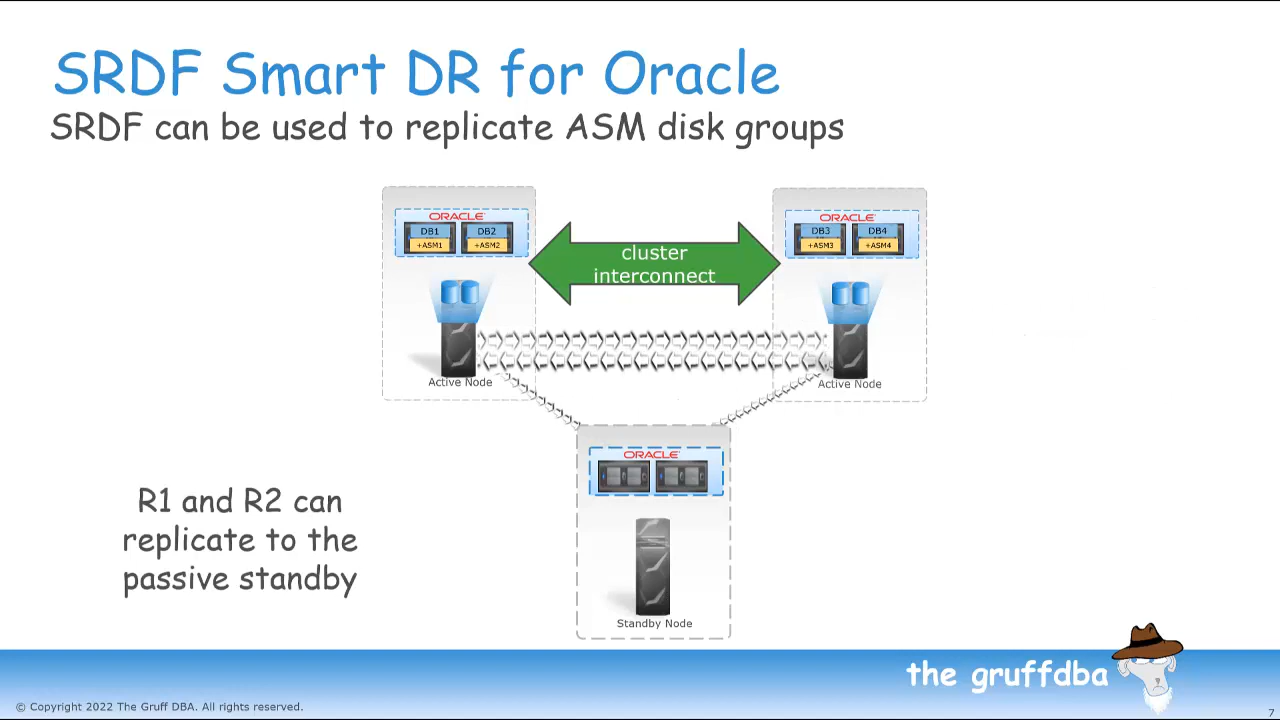 SRDF Smart DR for Oracle
SRDF can be used to replicate ASM disk groups
ORACLE
DB1
DB2
+ASM1
+ASM2
cluster
interconnect
ORACLE
DB3
DB4
+ASM3
+ASM4
Active Node
Active Node
ORACLE
R1 and R2 can
replicate to the
passive standby
Standby Node
the gruffdba
© Copyright 2022 The Gruff DBA. All rights reserved.
7